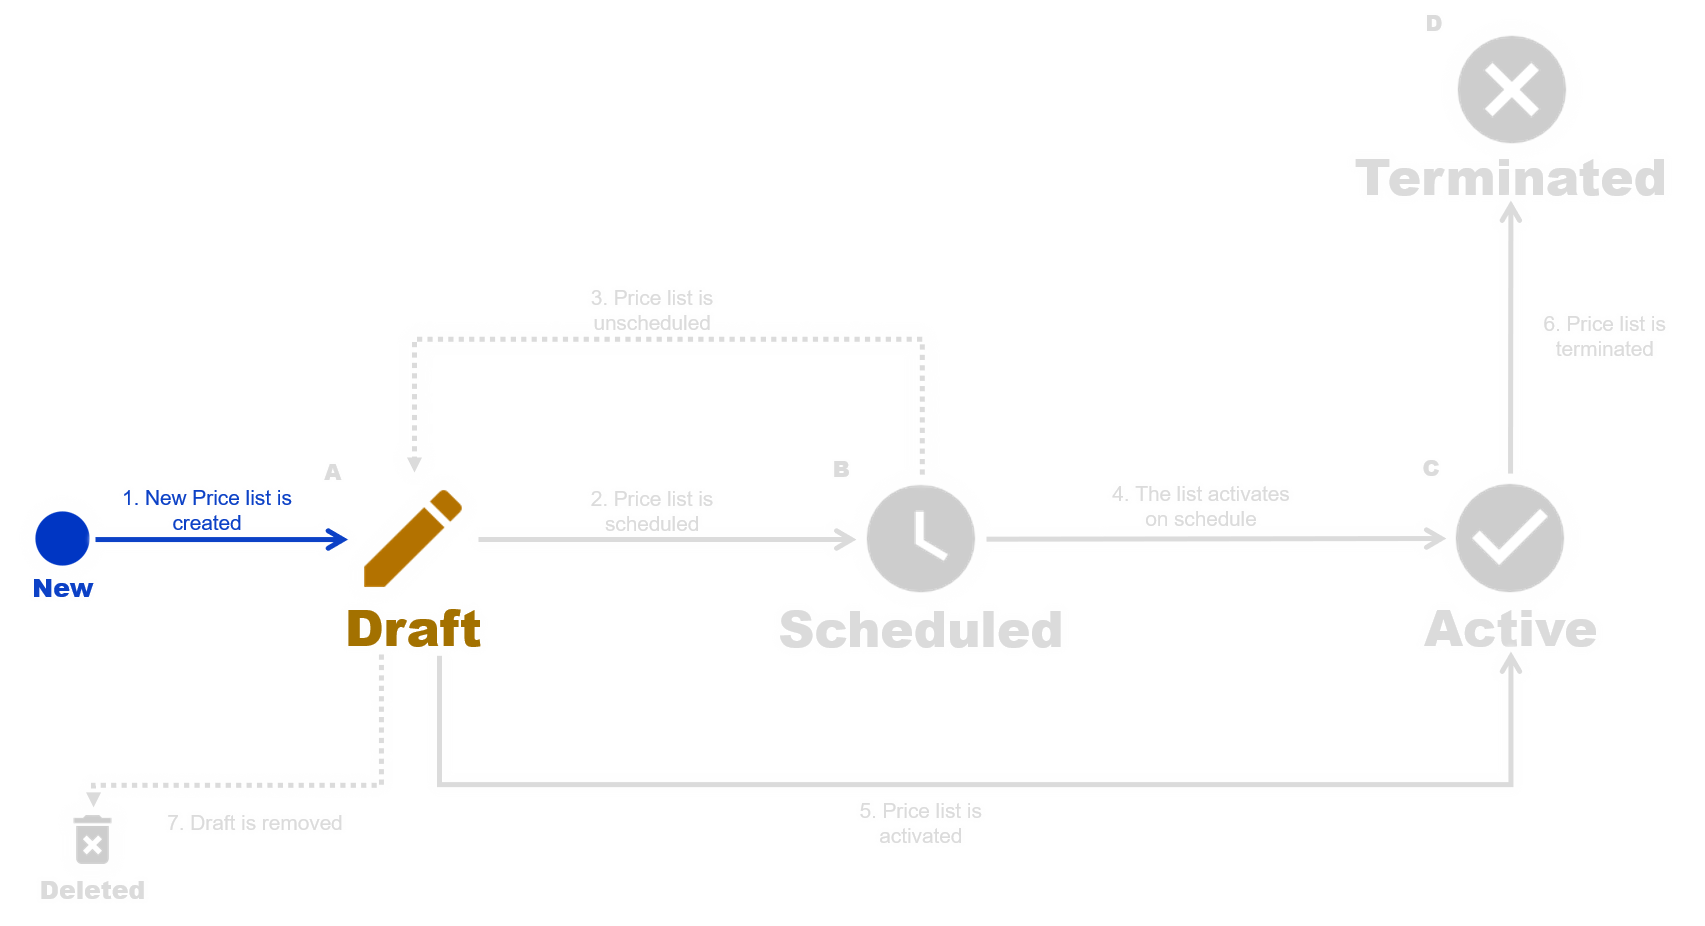 D
Terminated
3. Price list is
unscheduled
6. Price list is
terminated
A
B
C
1. New Price list is
created
2. Price list is
scheduled
4. The list activates
on schedule
New
Draft
Scheduled
Active
7. Draft is removed
5. Price list is
activated
Deleted